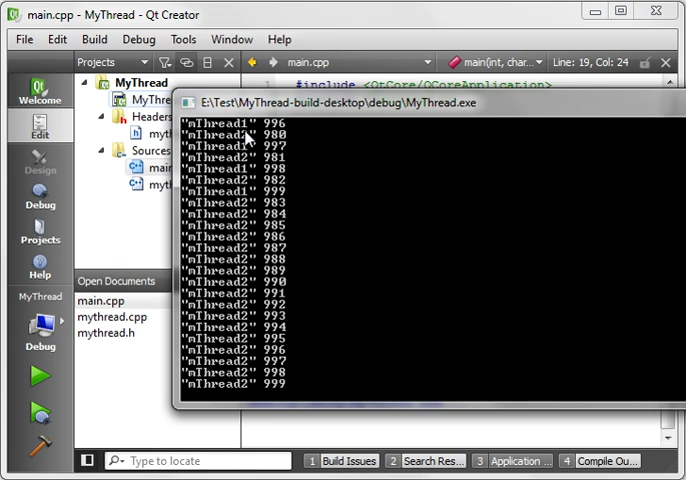 main.cpp - MyThread - Qt Creator
File Edit Build Debug Tools Window Help
Projects main.cpp main(int, char... Line: 19, Col: 24
Welcome
Edit
Design
Debug
Projects
Help
MyThread
Debug
MyThread
MyThre
Headers
myth
Sources
main
myth
1 #include <QtCore/QCoreApplication>
E:\Test\MyThread-build-desktop\debug\MyThread.exe
"mThread1" 996
"mThread2" 980
"mThread1" 997
"mThread2" 981
"mThread1" 998
"mThread2" 982
"mThread1" 999
"mThread2" 983
"mThread2" 984
"mThread2" 985
"mThread2" 986
"mThread2" 987
"mThread2" 988
"mThread2" 989
"mThread2" 990
"mThread2" 991
"mThread2" 992
"mThread2" 993
"mThread2" 994
"mThread2" 995
"mThread2" 996
"mThread2" 997
"mThread2" 998
"mThread2" 999
Open Documents
main.cpp
mythread.cpp
mythread.h
Type to locate 1 Build Issues 2 Search Res... 3 Application ... 4 Compile Ou...